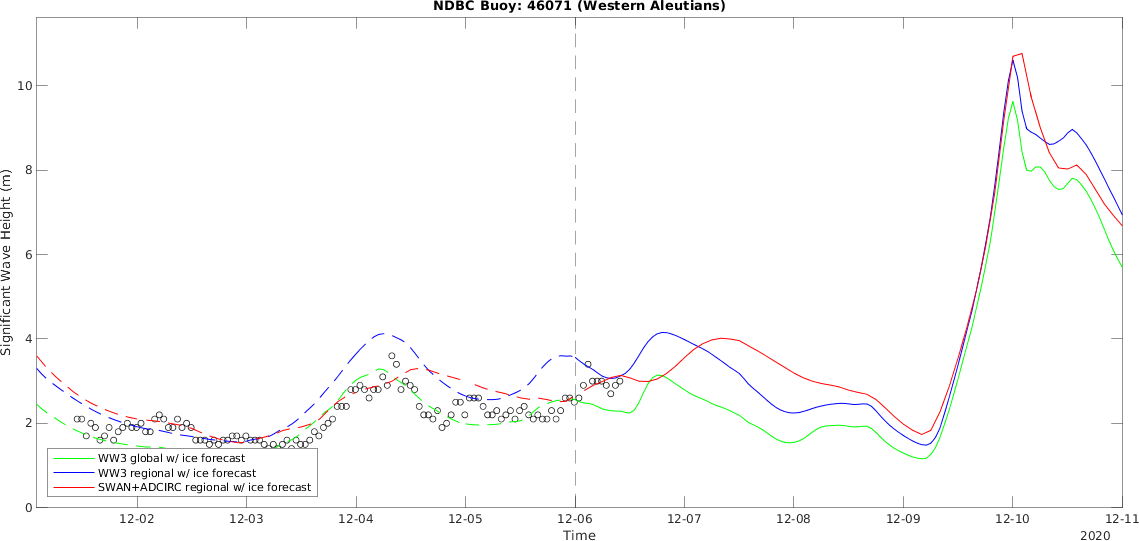 NDBC Buoy: 46071 (Western Aleutians)
Significant Wave Height (m)
10
8
6
4
2
0
WW3 global w/ ice forecast
WW3 regional w/ ice forecast
SWAN+ADCIRC regional w/ ice forecast
12-02 12-03 12-04 12-05 12-06 12-07 12-08 12-09 12-10 12-11
Time
2020